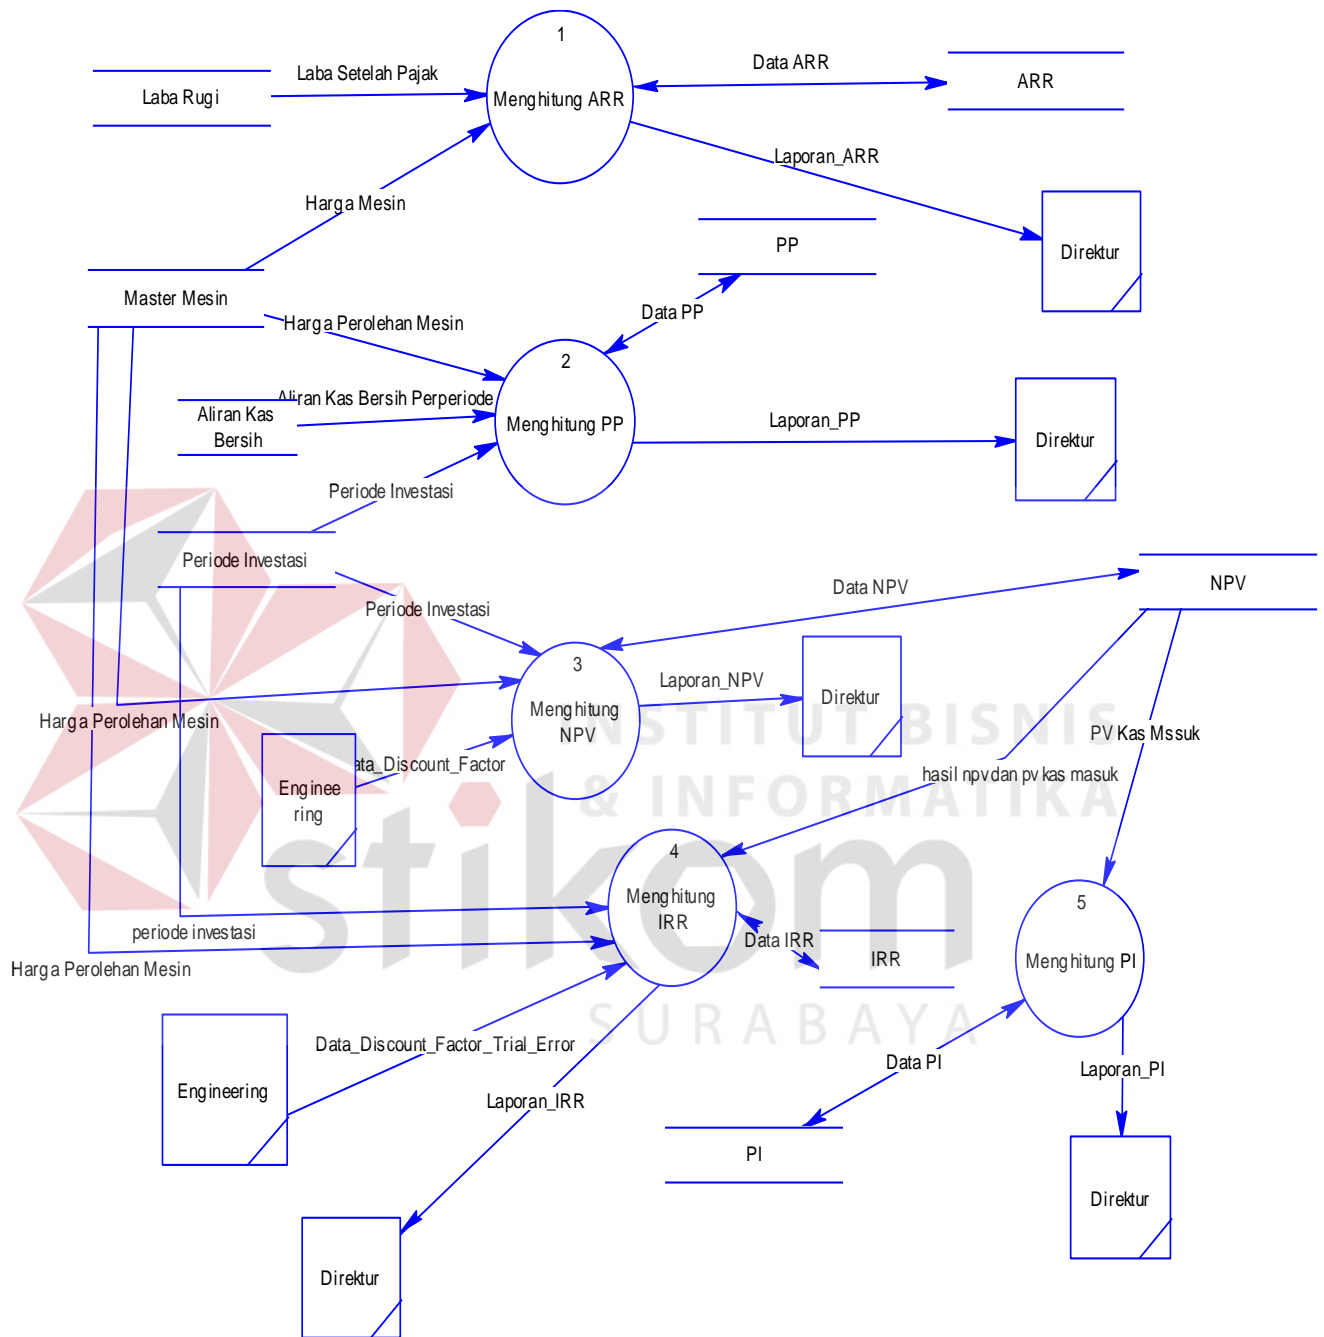 1
Menghitung ARR
Laba Rugi
Laba Setelah Pajak
Data ARR
ARR
Laporan_ARR
Harga Mesin
Direktur
PP
Master Mesin
Data PP
Harga Perolehan Mesin
2
Menghitung PP
Aliran Kas Bersih Perperiode
Aliran Kas
Bersih
Laporan_PP
Direktur
Periode Investasi
Periode Investasi
Periode Investasi
Data NPV
NPV
3
Menghitung
NPV
Laporan_NPV
Direktur
Harga Perolehan Mesin
ata_Discount_Factor
Enginee
ring
PV Kas Mssuk
hasil npv dan pv kas masuk
INSTITUT BISNIS
& INFORMATIKA
stikom
SURABAYA
4
Menghitung
IRR
periode investasi
Harga Perolehan Mesin
Data IRR
IRR
5
Menghitung PI
Engineering
Data_Discount_Factor_Trial_Error
Laporan_IRR
Data PI
Laporan_PI
PI
Direktur
Direktur